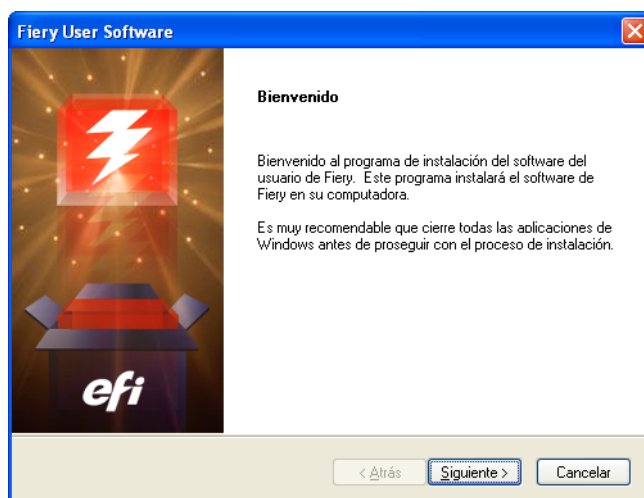 Fiery User Software
Bienvenido
Bienvenido al programa de instalación del software del
usuario de Fiery. Este programa instalará el software de
Fiery en su computadora.
Es muy recomendable que cierre todas las aplicaciones de
Windows antes de proseguir con el proceso de instalación.
efi
< Atrás
Siguiente >
Cancelar